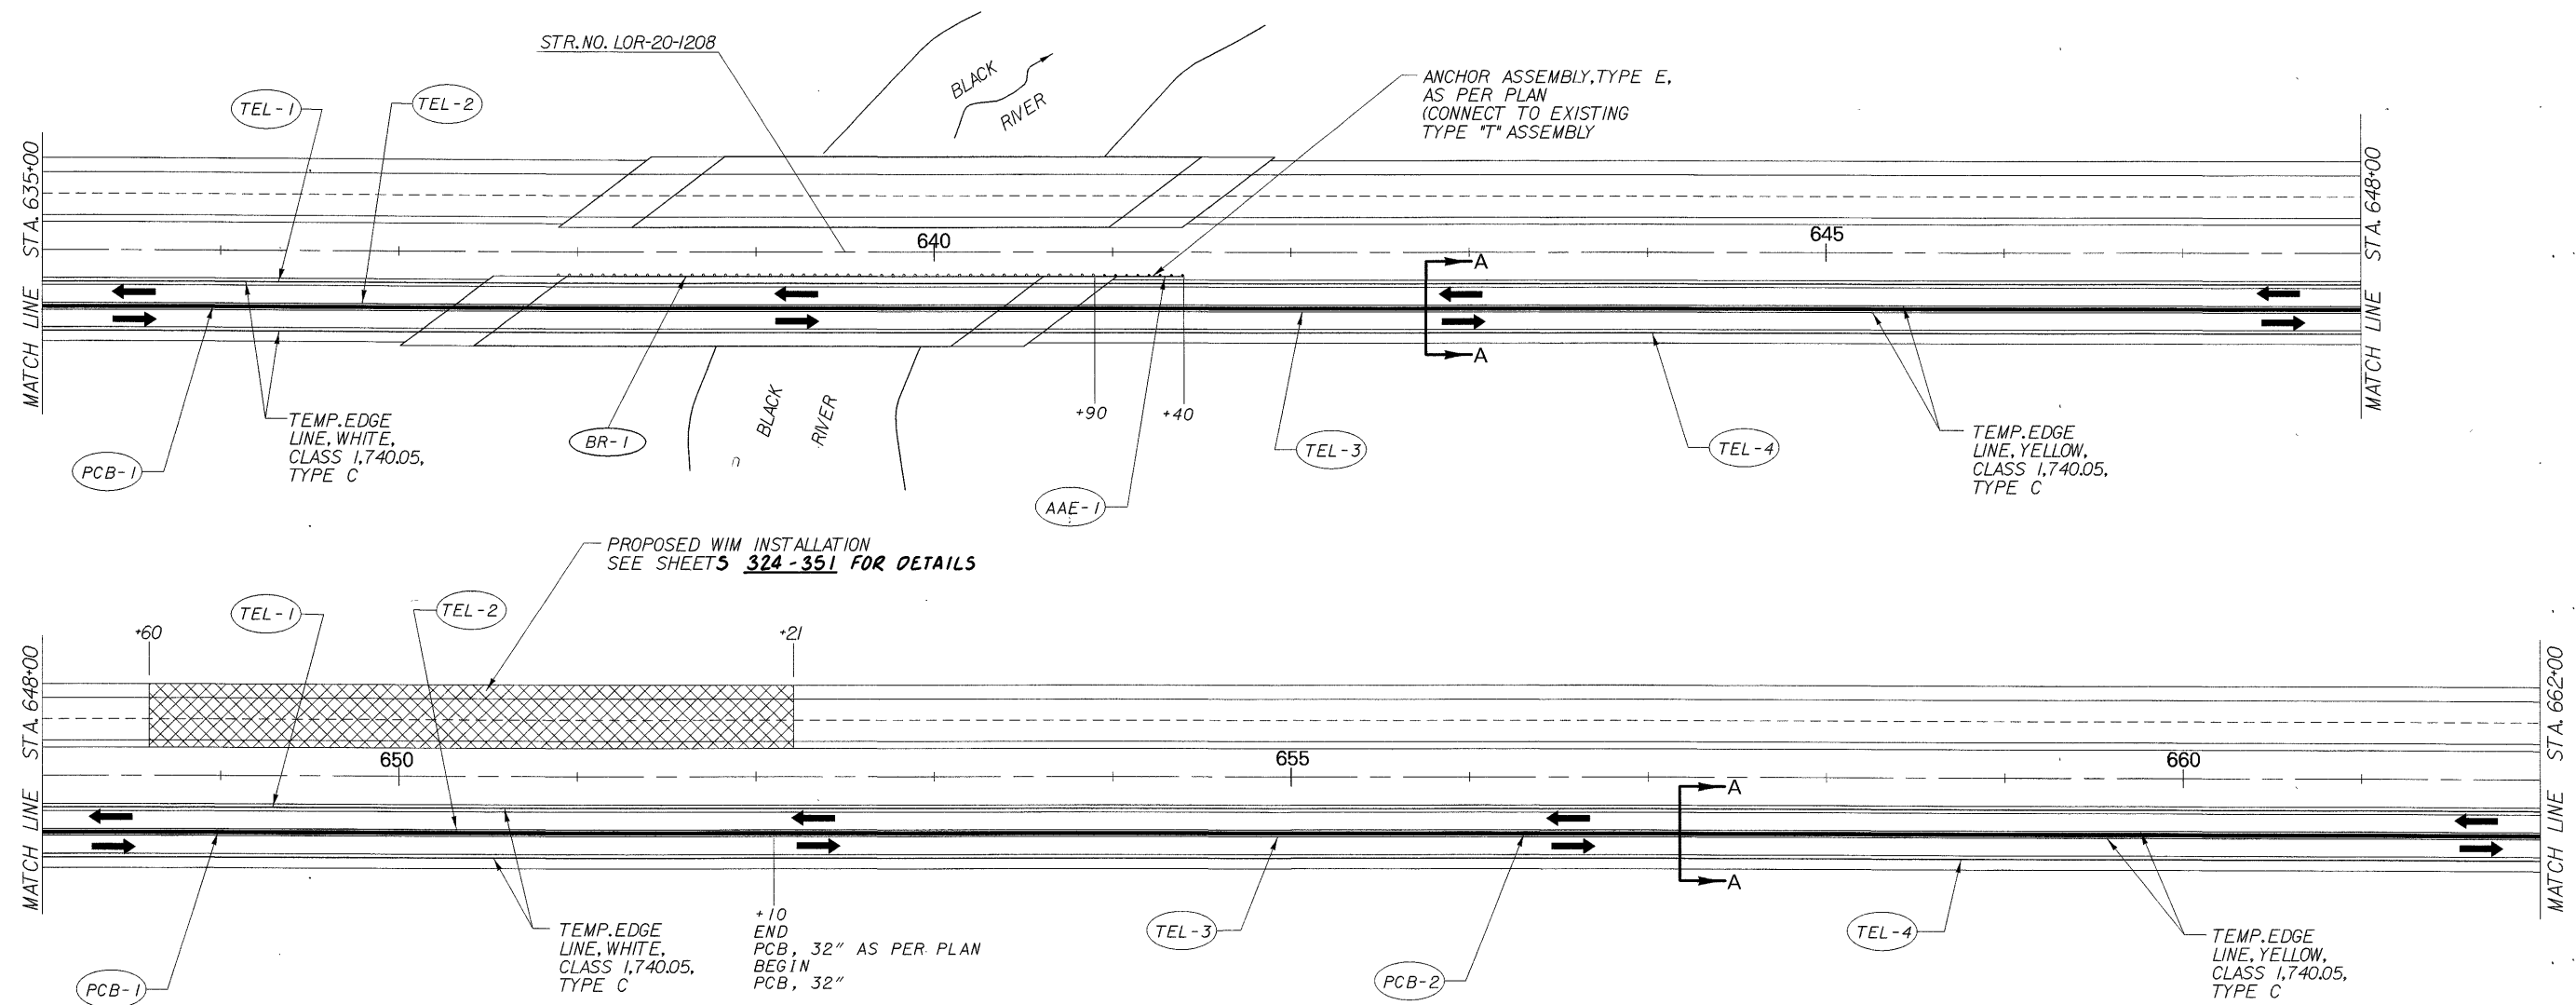 STR.NO. LOR-20-1208
BLACK
RIVER
ANCHOR ASSEMBLY,TYPE E,
AS PER PLAN
(CONNECT TO EXISTING
TYPE "T" ASSEMBLY
TEL-1
TEL-2
MATCH LINE STA. 635+00
MATCH LINE STA. 648+00
640
645
A
A
+90
+40
TEMP.EDGE
LINE, WHITE,
CLASS 1,740.05,
TYPE C
PCB-1
BR-1
BLACK
RIVER
AAE-1
TEL-3
TEL-4
TEMP.EDGE
LINE, YELLOW,
CLASS 1,740.05,
TYPE C
PROPOSED WIM INSTALLATION
SEE SHEETS 324-351 FOR DETAILS
TEL-1
TEL-2
+60
+21
MATCH LINE STA. 648+00
MATCH LINE STA. 662+00
650
655
660
A
A
TEMP.EDGE
LINE, WHITE,
CLASS 1,740.05,
TYPE C
PCB-1
+10
END
PCB, 32" AS PER PLAN
BEGIN
PCB, 32"
TEL-3
PCB-2
TEL-4
TEMP.EDGE
LINE, YELLOW,
CLASS 1,740.05,
TYPE C